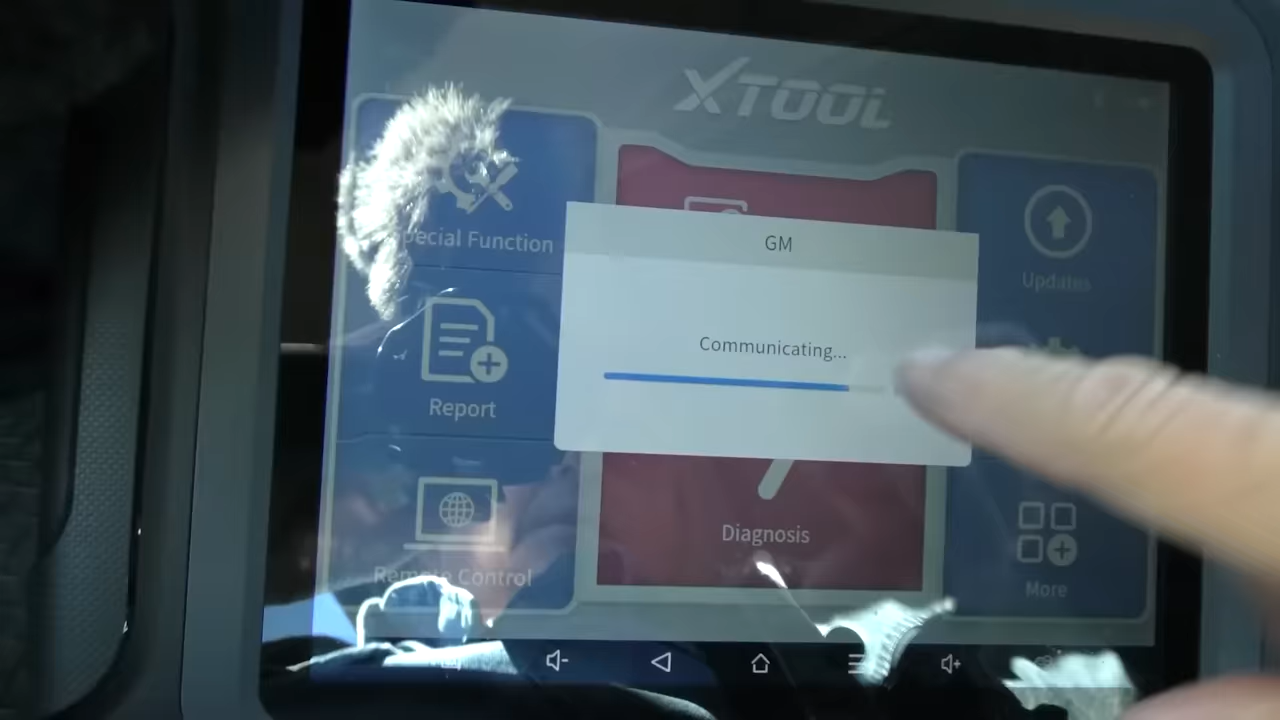 XTOOL
Special Function
GM
Updates
Communicating...
Report
Diagnosis
Remote Control
More